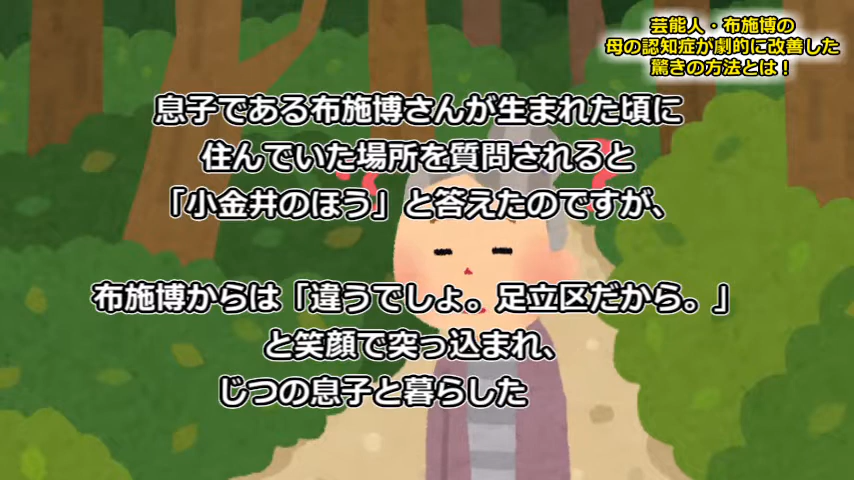 芸能人・布施博の
母の認知症が劇的に改善した
驚きの方法とは！
息子である布施博さんが生まれた頃に
住んでいた場所を質問されると
「小金井のほう」と答えたのですが、
布施博からは「違うでしょ。足立区だから。」
と笑顔で突っ込まれ、
じつの息子と暮らした